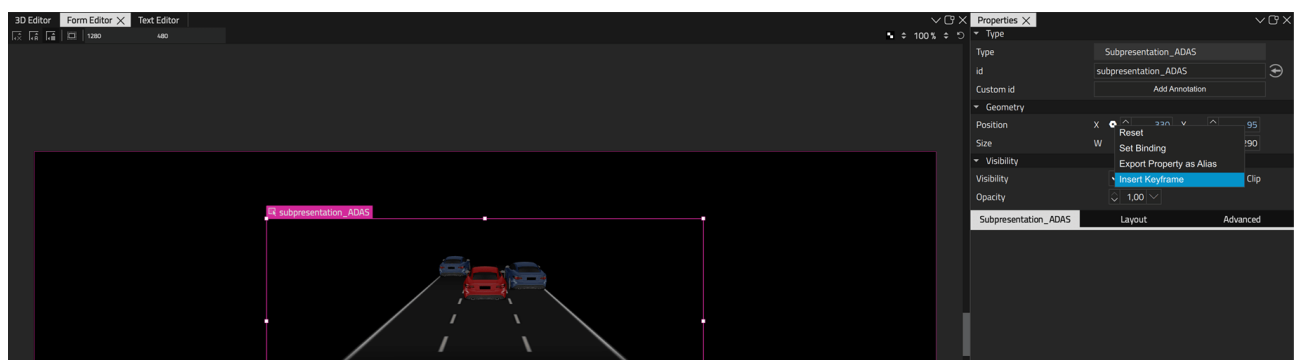 3D Editor Form Editor Text Editor Properties
1280 480 100 % Type
Type Subpresentation_ADAS
id subpresentation_ADAS
Custom id Add Annotation
Geometry
Position X 330 Y 95
Reset
Size W 290
Set Binding
Visibility
Export Property as Alias
Visibility Clip
Insert Keyframe
Opacity 1,00
subpresentation_ADAS
Subpresentation_ADAS Layout Advanced